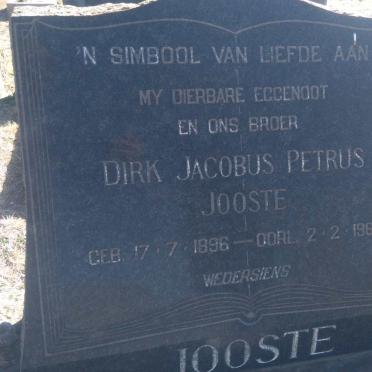 'N SIMBOOL VAN LIEFDE AAN
MY DIERBARE EGGENOOT
EN ONS BROER
DIRK JACOBUS PETRUS
JOOSTE
GEB. 17·7·1896 — OORL. 2·2·196
WEDERSIENS
JOOSTE